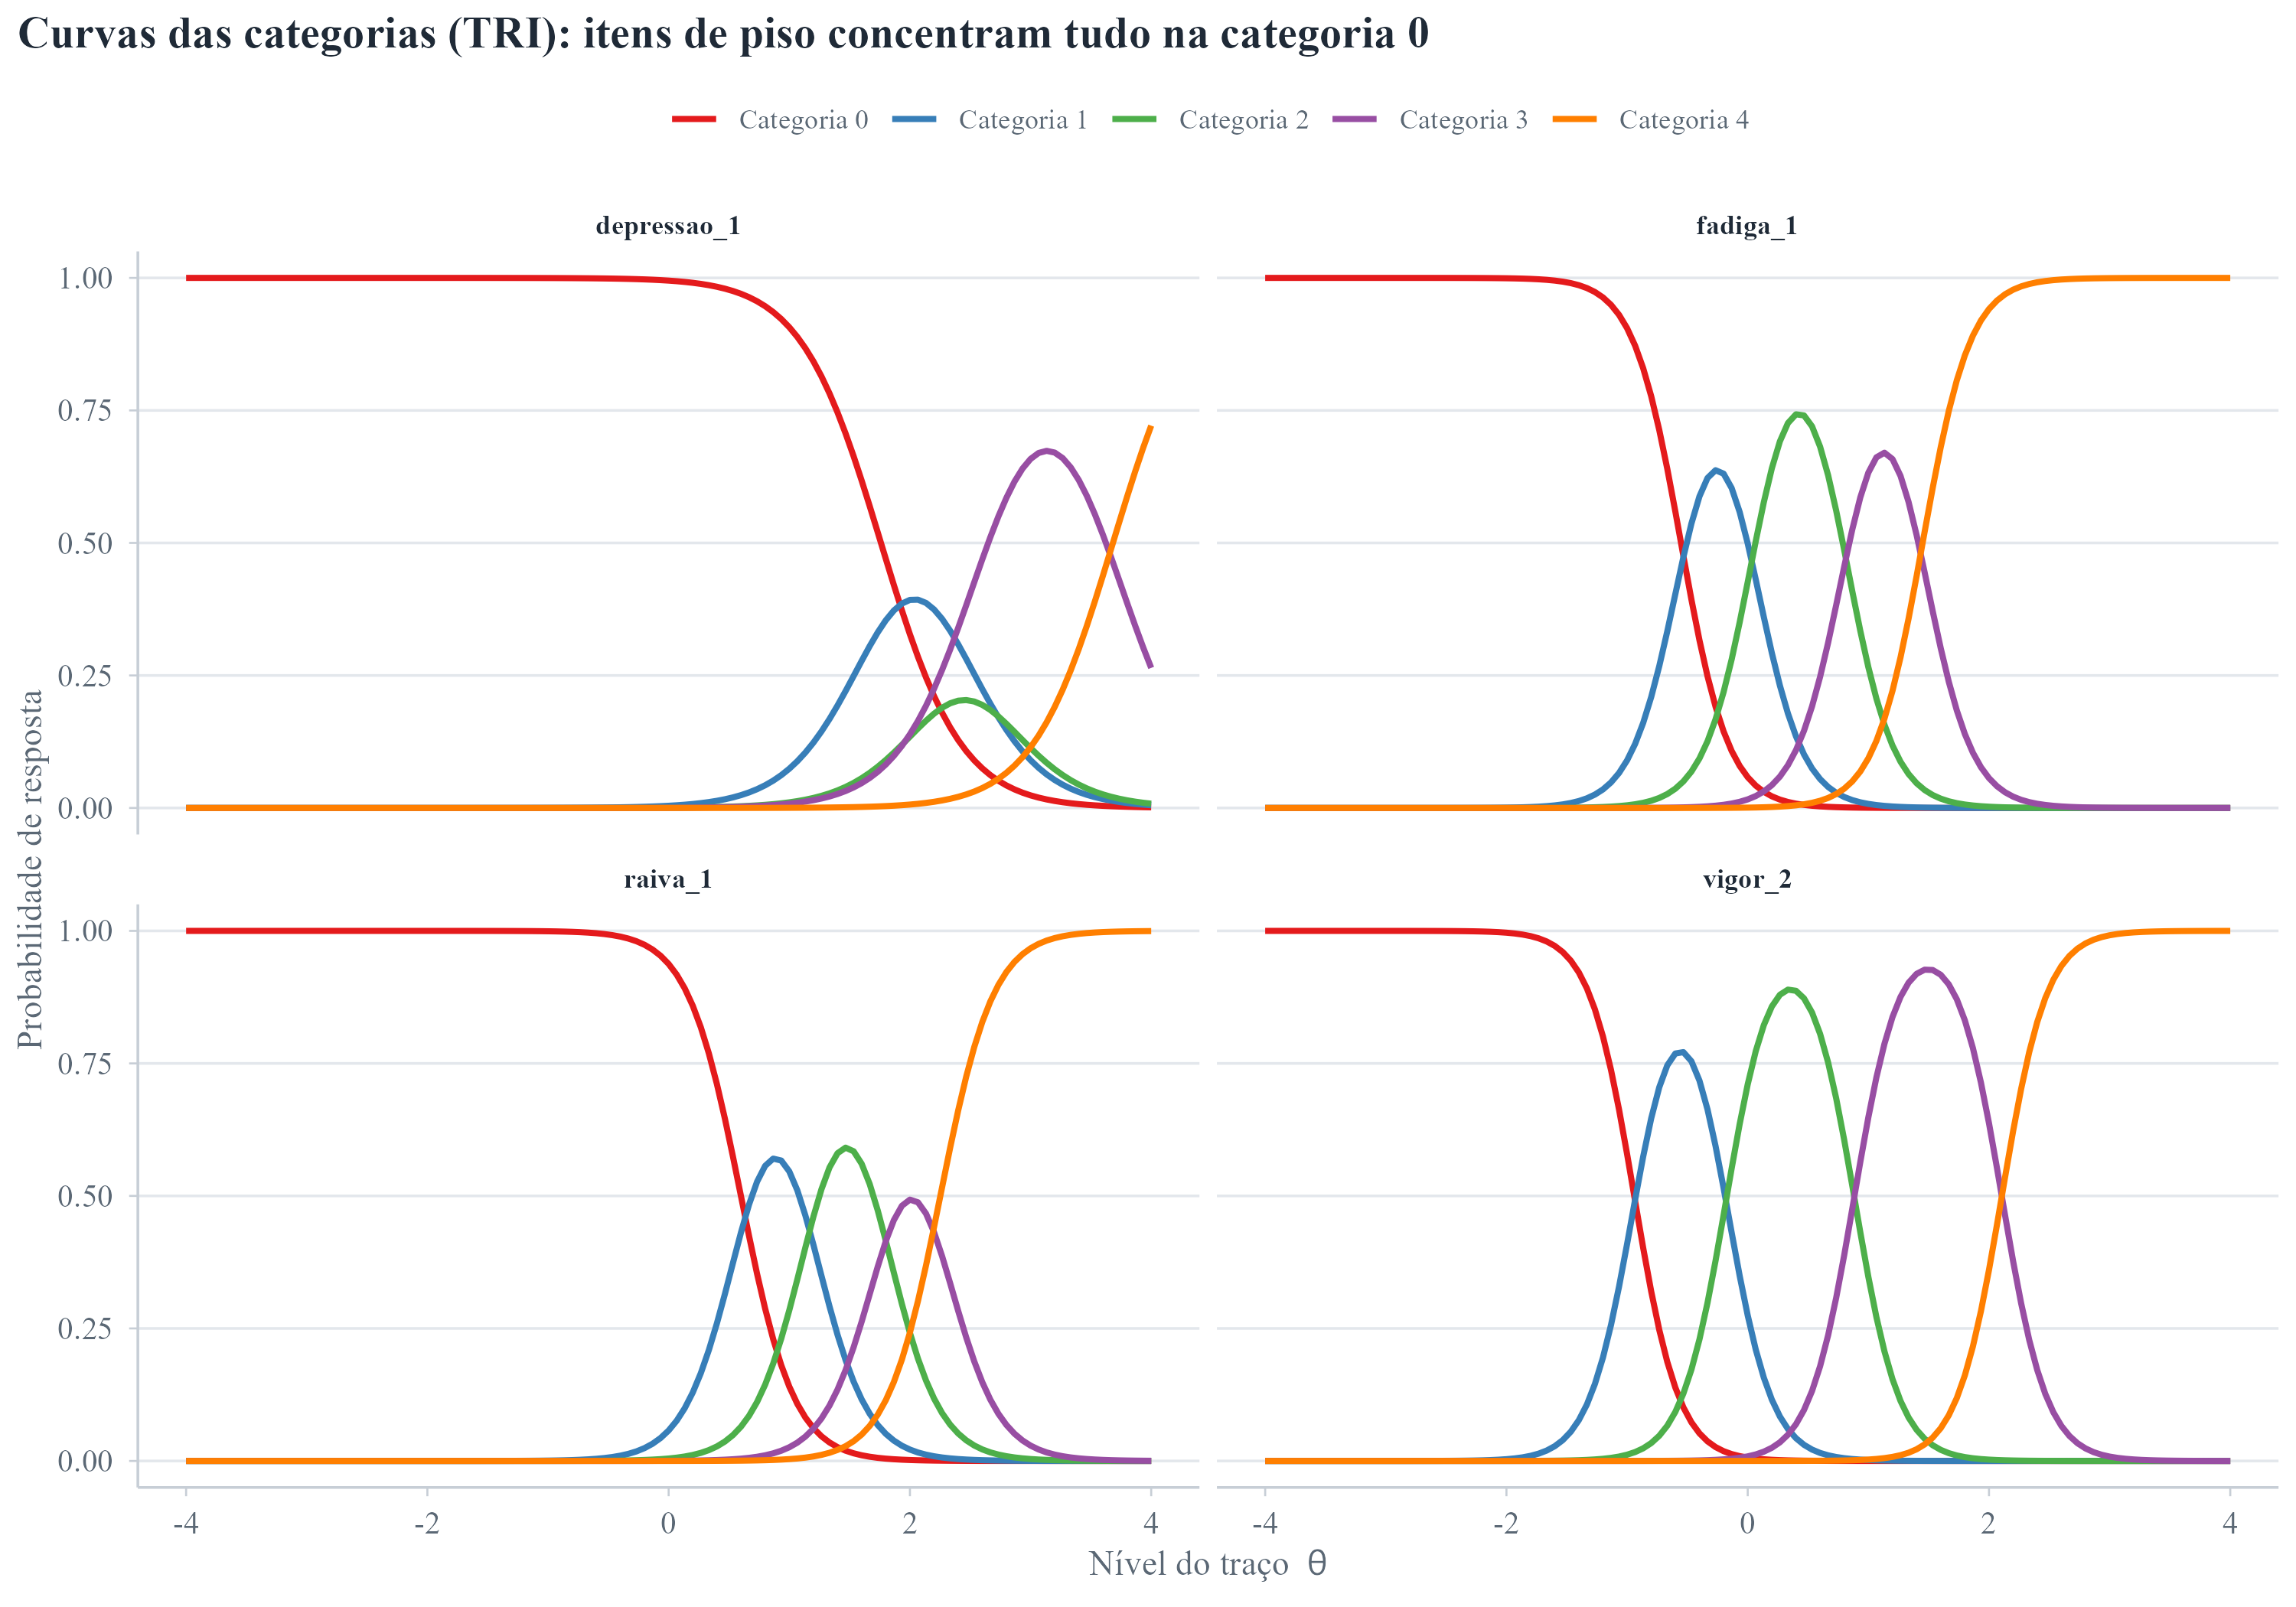 Curvas das categorias (TRI): itens de piso concentram tudo na categoria 0
Categoria 0 Categoria 1 Categoria 2 Categoria 3 Categoria 4
depressao_1 fadiga_1
1.00
0.75
0.50
0.25
0.00
raiva_1 vigor_2
1.00
0.75
0.50
0.25
0.00
Probabilidade de resposta
-4 -2 0 2 4 -4 -2 0 2 4
Nível do traço θ